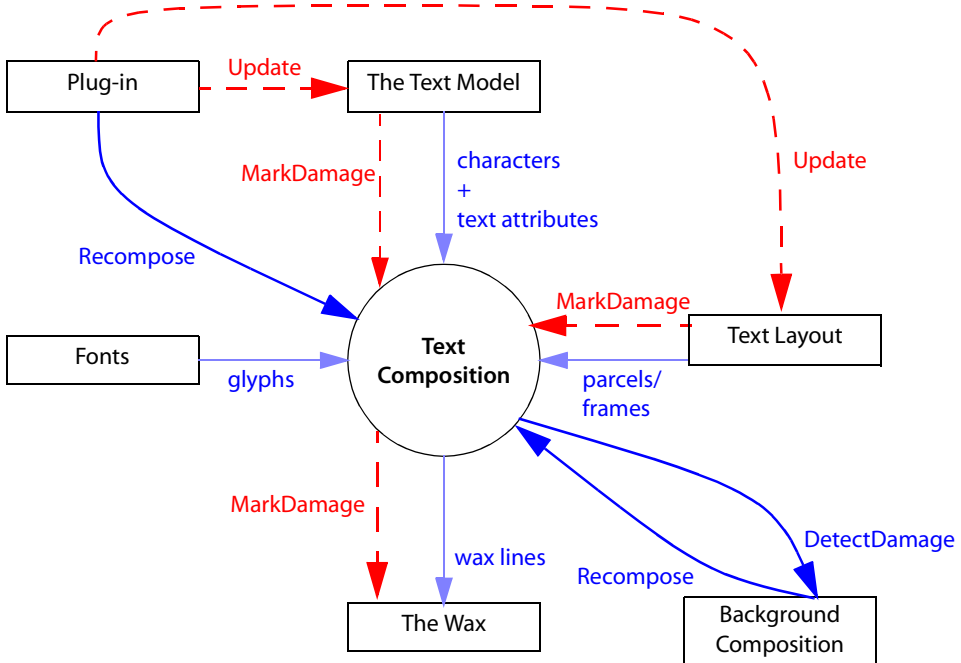 Update
Plug-in
The Text Model
MarkDamage
characters
+
text attributes
Update
Recompose
MarkDamage
Text Layout
Fonts
glyphs
Text
Composition
parcels/
frames
MarkDamage
wax lines
DetectDamage
Recompose
The Wax
Background
Composition